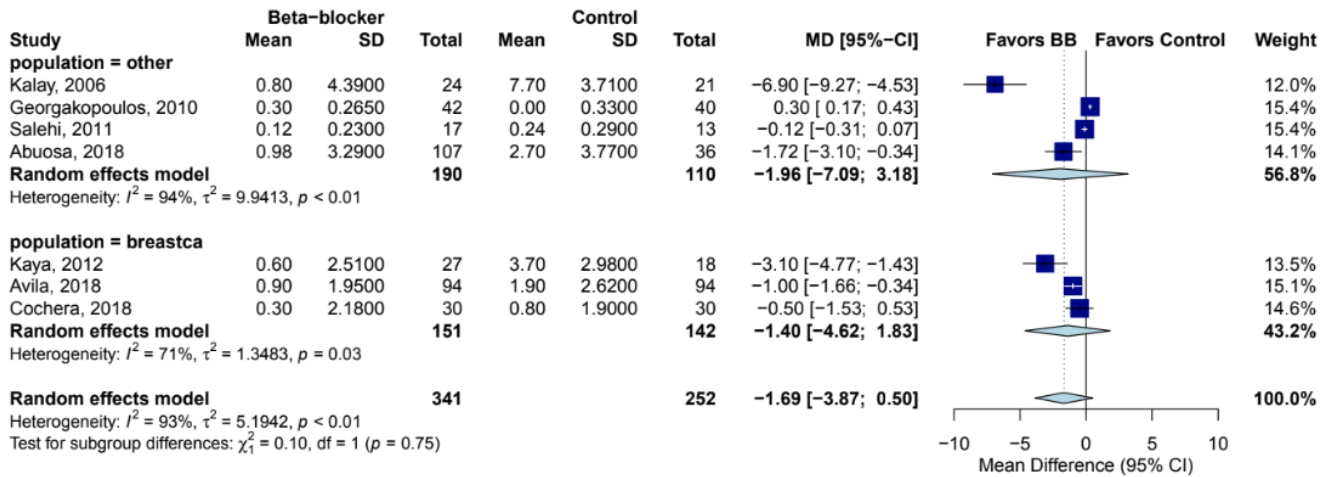 Beta−blocker Control
Study Mean SD Total Mean SD Total MD [95%−CI] Favors BB Favors Control Weight
population = other
Kalay, 2006 0.80 4.3900 24 7.70 3.7100 21 −6.90 [−9.27; −4.53] 12.0%
Georgakopoulos, 2010 0.30 0.2650 42 0.00 0.3300 40 0.30 [ 0.17; 0.43] 15.4%
Salehi, 2011 0.12 0.2300 17 0.24 0.2900 13 −0.12 [−0.31; 0.07] 15.4%
Abuosa, 2018 0.98 3.2900 107 2.70 3.7700 36 −1.72 [−3.10; −0.34] 14.1%
Random effects model 190 110 −1.96 [−7.09; 3.18] 56.8%
Heterogeneity: I² = 94%, τ² = 9.9413, p < 0.01
population = breastca
Kaya, 2012 0.60 2.5100 27 3.70 2.9800 18 −3.10 [−4.77; −1.43] 13.5%
Avila, 2018 0.90 1.9500 94 1.90 2.6200 94 −1.00 [−1.66; −0.34] 15.1%
Cochera, 2018 0.30 2.1800 30 0.80 1.9000 30 −0.50 [−1.53; 0.53] 14.6%
Random effects model 151 142 −1.40 [−4.62; 1.83] 43.2%
Heterogeneity: I² = 71%, τ² = 1.3483, p = 0.03
Random effects model 341 252 −1.69 [−3.87; 0.50] 100.0%
Heterogeneity: I² = 93%, τ² = 5.1942, p < 0.01
Test for subgroup differences: χ²₁ = 0.10, df = 1 (p = 0.75)
−10 −5 0 5 10
Mean Difference (95% CI)